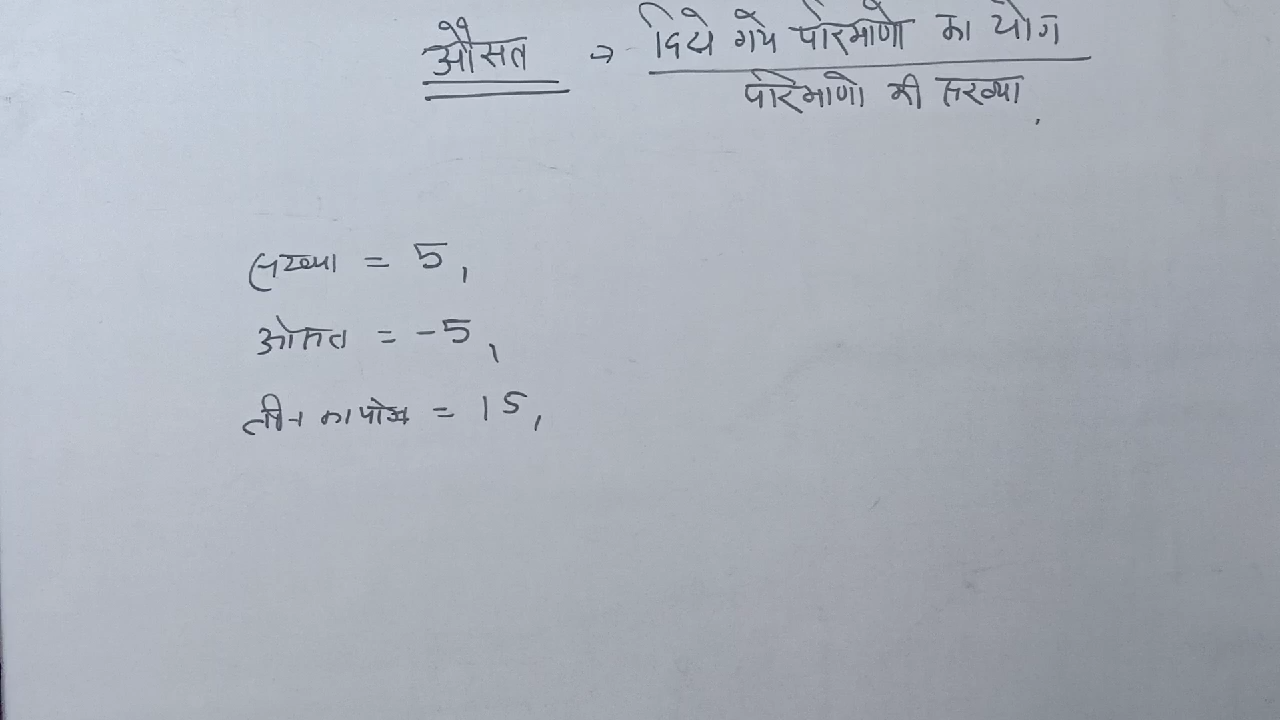 औसत → दिये गये परिमाणो का योग
परिमाणो की संख्या
संख्या = 5,
औसत = -5,
तीन का योग = 15,